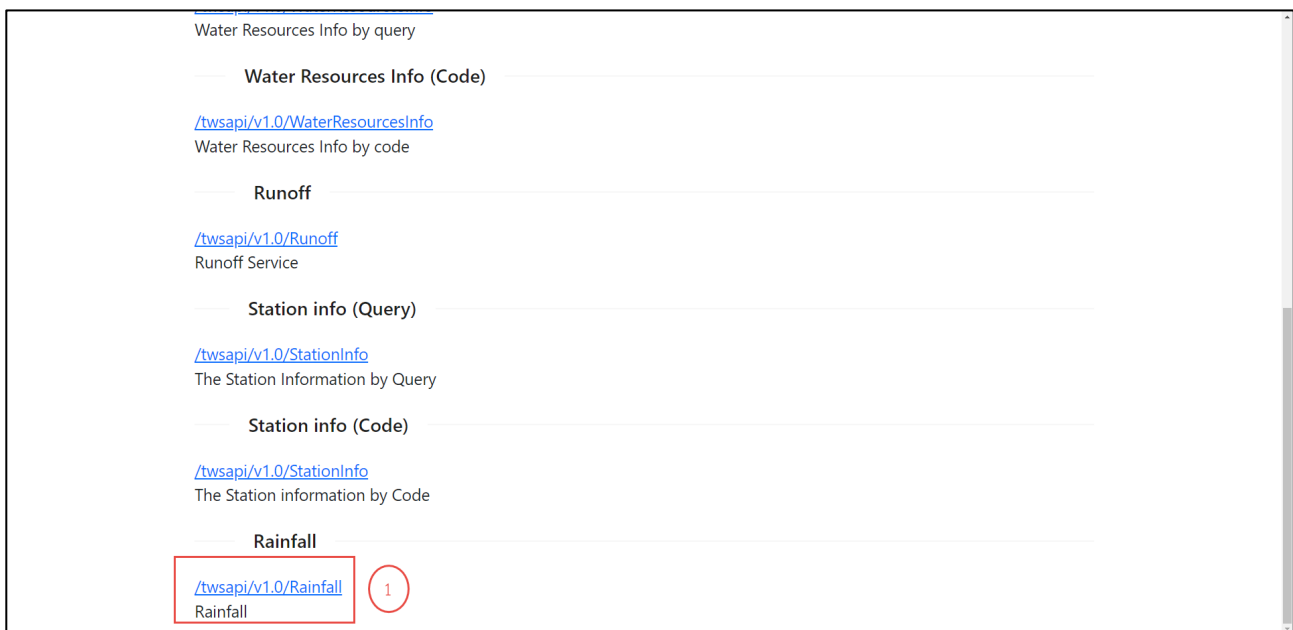 Water Resources Info by query
Water Resources Info (Code)
/twsapi/v1.0/WaterResourcesInfo
Water Resources Info by code
Runoff
/twsapi/v1.0/Runoff
Runoff Service
Station info (Query)
/twsapi/v1.0/StationInfo
The Station Information by Query
Station info (Code)
/twsapi/v1.0/StationInfo
The Station information by Code
Rainfall
/twsapi/v1.0/Rainfall
1
Rainfall